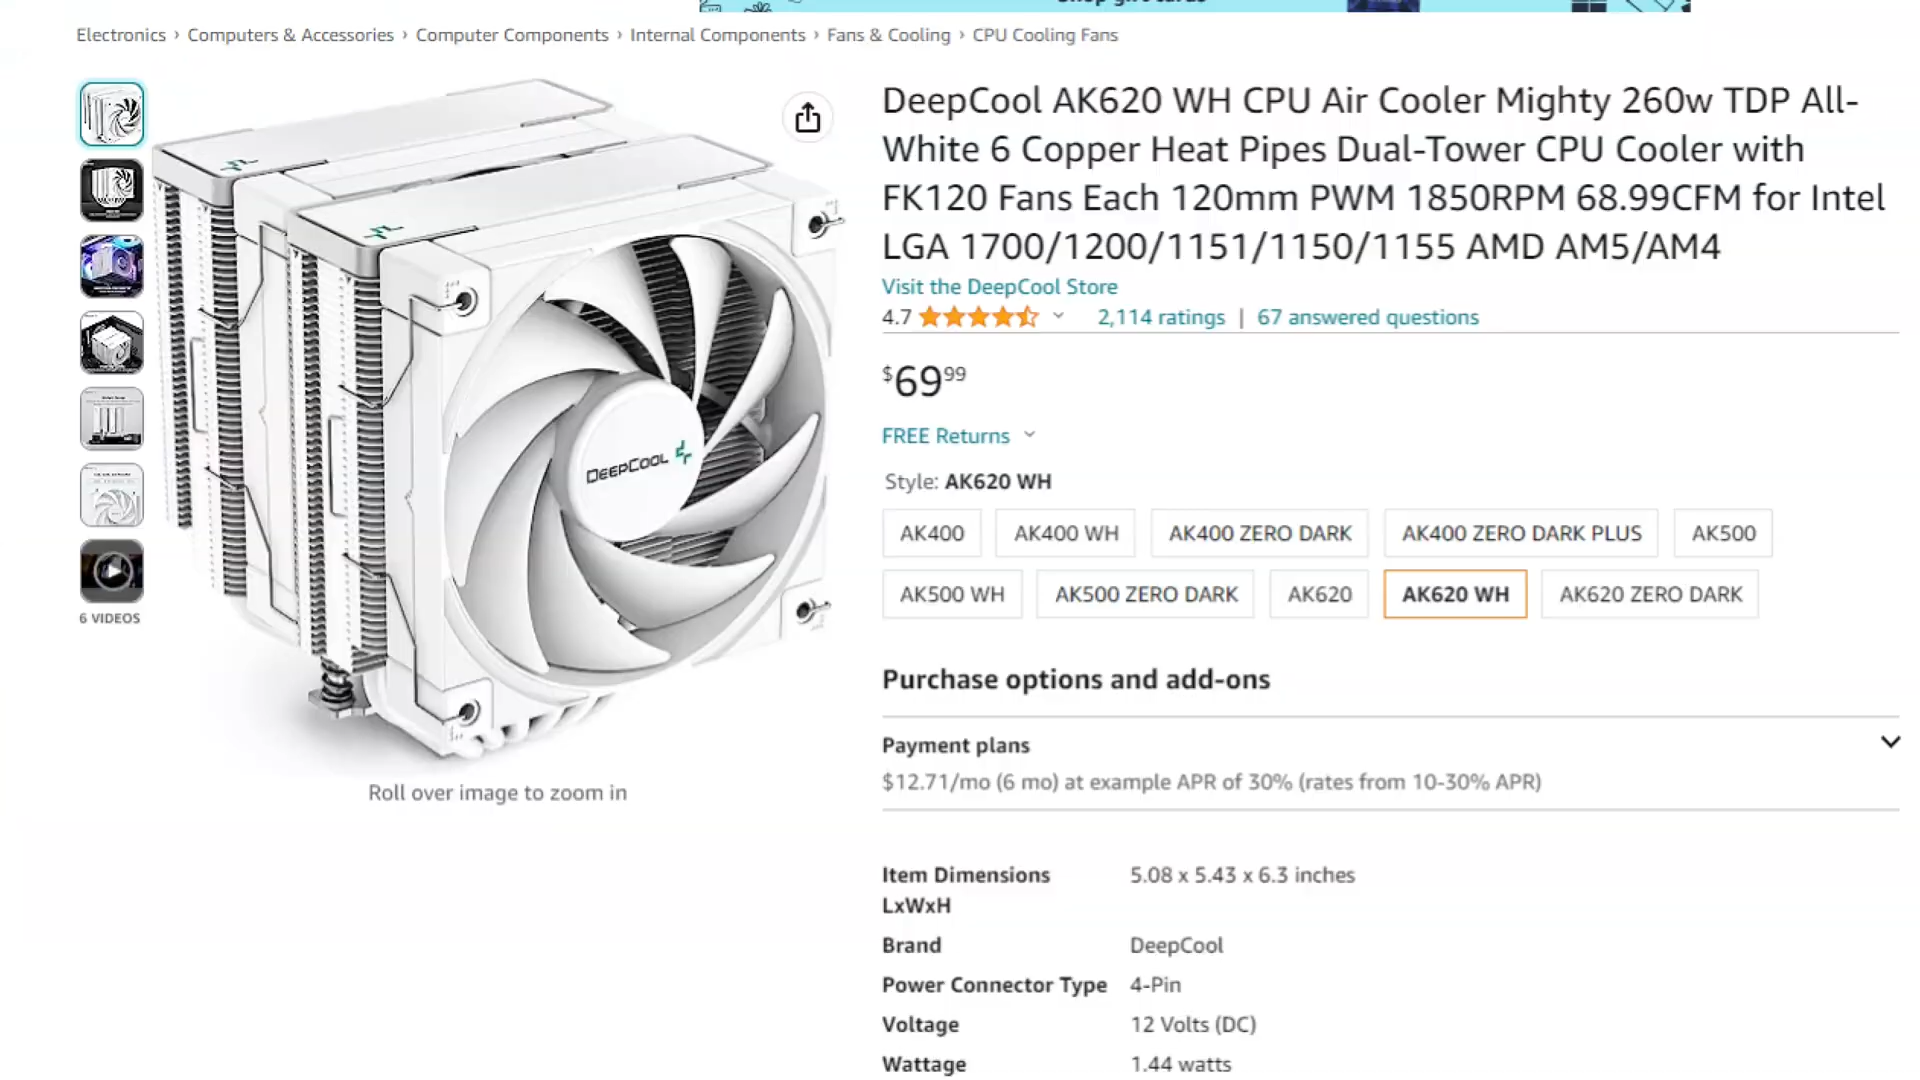 Electronics › Computers & Accessories › Computer Components › Internal Components › Fans & Cooling › CPU Cooling Fans
DeepCool AK620 WH CPU Air Cooler Mighty 260w TDP All-
White 6 Copper Heat Pipes Dual-Tower CPU Cooler with
FK120 Fans Each 120mm PWM 1850RPM 68.99CFM for Intel
LGA 1700/1200/1151/1150/1155 AMD AM5/AM4
Visit the DeepCool Store
4.7 2,114 ratings | 67 answered questions
$6999
FREE Returns
Style: AK620 WH
AK400 AK400 WH AK400 ZERO DARK AK400 ZERO DARK PLUS AK500
AK500 WH AK500 ZERO DARK AK620 AK620 WH AK620 ZERO DARK
DEEPCOOL
6 VIDEOS
Roll over image to zoom in
Purchase options and add-ons
Payment plans
$12.71/mo (6 mo) at example APR of 30% (rates from 10-30% APR)
Item Dimensions 5.08 x 5.43 x 6.3 inches
LxWxH
Brand DeepCool
Power Connector Type 4-Pin
Voltage 12 Volts (DC)
Wattage 1.44 watts